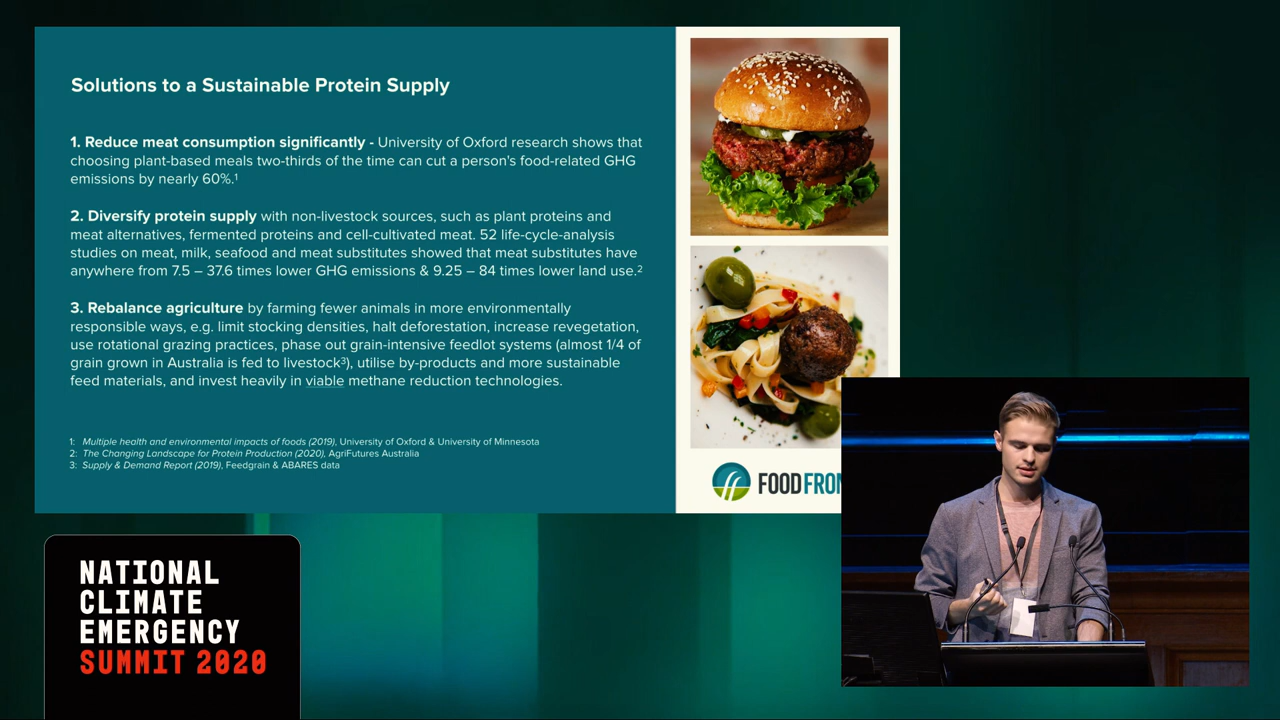 Solutions to a Sustainable Protein Supply
1. Reduce meat consumption significantly - University of Oxford research shows that
choosing plant-based meals two-thirds of the time can cut a person's food-related GHG
emissions by nearly 60%.¹
2. Diversify protein supply with non-livestock sources, such as plant proteins and
meat alternatives, fermented proteins and cell-cultivated meat. 52 life-cycle-analysis
studies on meat, milk, seafood and meat substitutes showed that meat substitutes have
anywhere from 7.5 – 37.6 times lower GHG emissions & 9.25 – 84 times lower land use.²
3. Rebalance agriculture by farming fewer animals in more environmentally
responsible ways, e.g. limit stocking densities, halt deforestation, increase revegetation,
use rotational grazing practices, phase out grain-intensive feedlot systems (almost 1/4 of
grain grown in Australia is fed to livestock³), utilise by-products and more sustainable
feed materials, and invest heavily in viable methane reduction technologies.
1: Multiple health and environmental impacts of foods (2019), University of Oxford & University of Minnesota
2: The Changing Landscape for Protein Production (2020), AgriFutures Australia
3: Supply & Demand Report (2019), Feedgrain & ABARES data
FOOD FRON
NATIONAL
CLIMATE
EMERGENCY
SUMMIT 2020